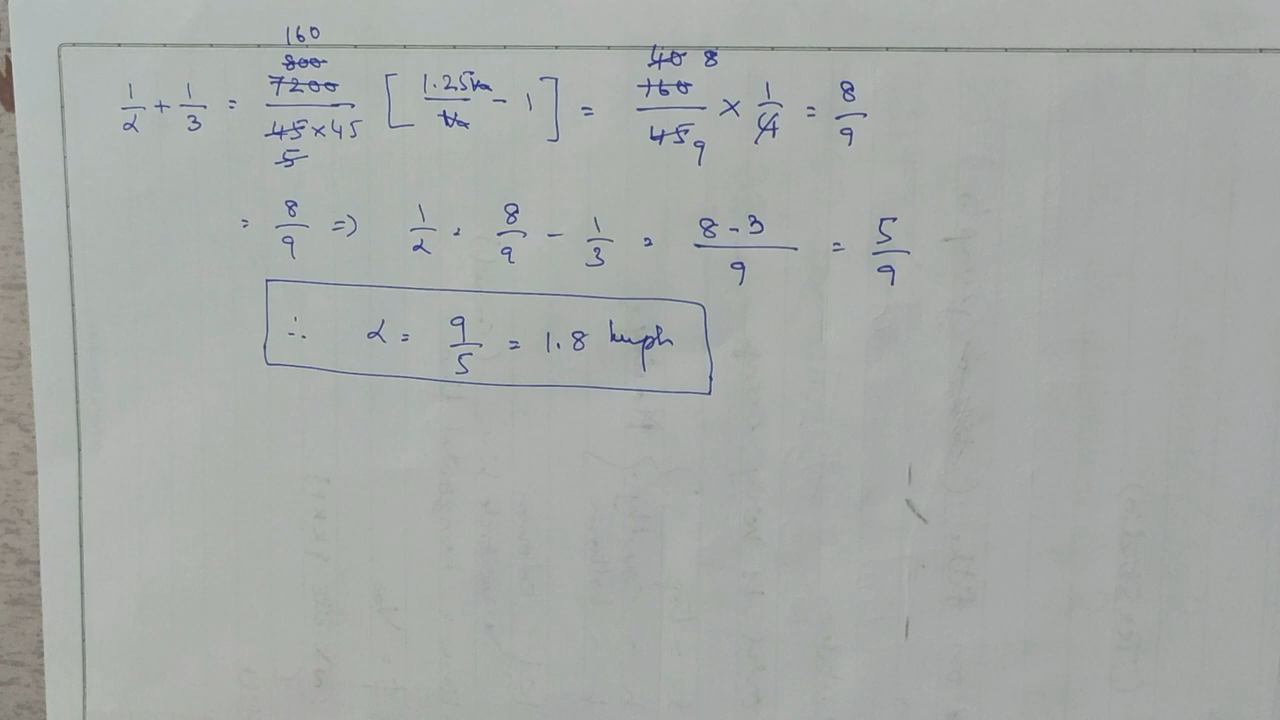 160
800
1/α + 1/3 = 7200/(45×45) [1.25Va/Va - 1] = 160/45 × 1/4 = 8/9
40 8
5
9
= 8/9 => 1/α = 8/9 - 1/3 = (8-3)/9 = 5/9
∴ α = 9/5 = 1.8 kmph